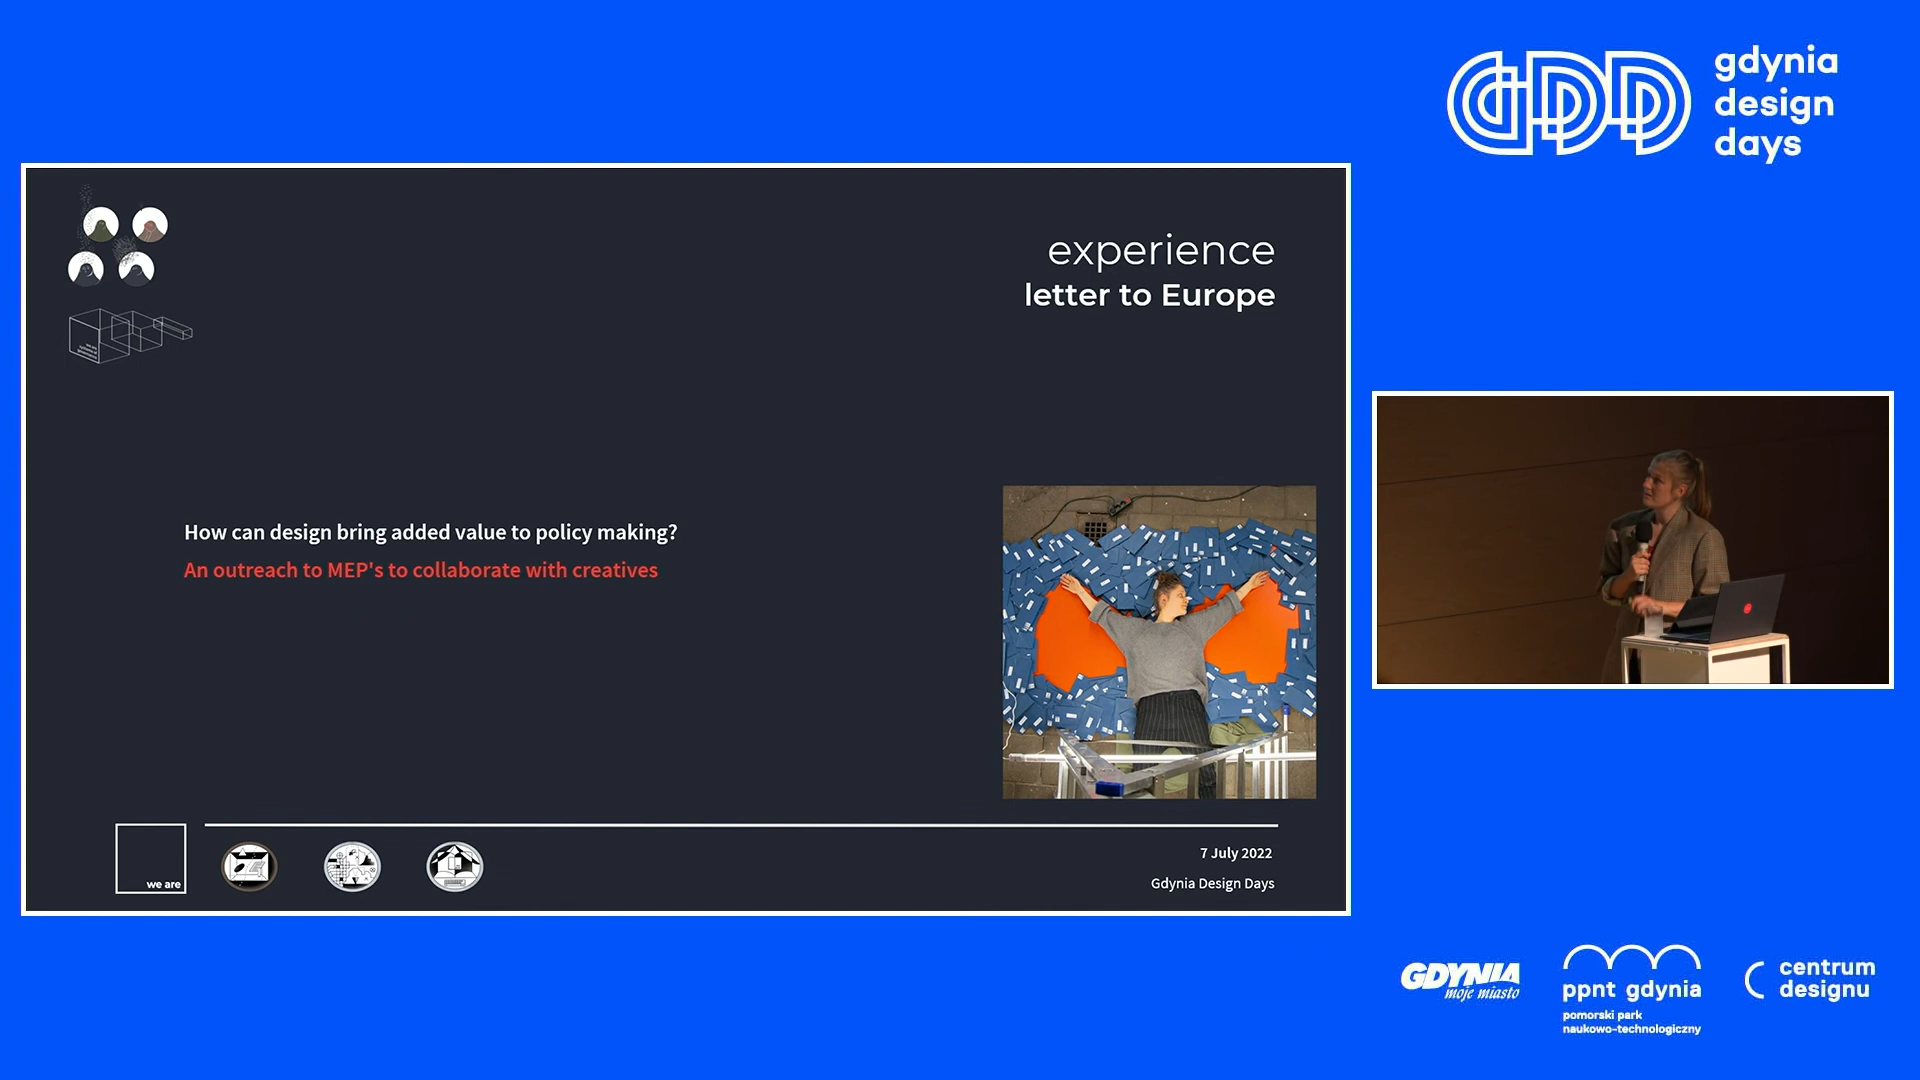 gdynia
design
days
experience
letter to Europe
How can design bring added value to policy making?
An outreach to MEP's to collaborate with creatives
we are
7 July 2022
Gdynia Design Days
GDYNIA
moje miasto
ppnt gdynia
pomorski park
naukowo-technologiczny
centrum
designu